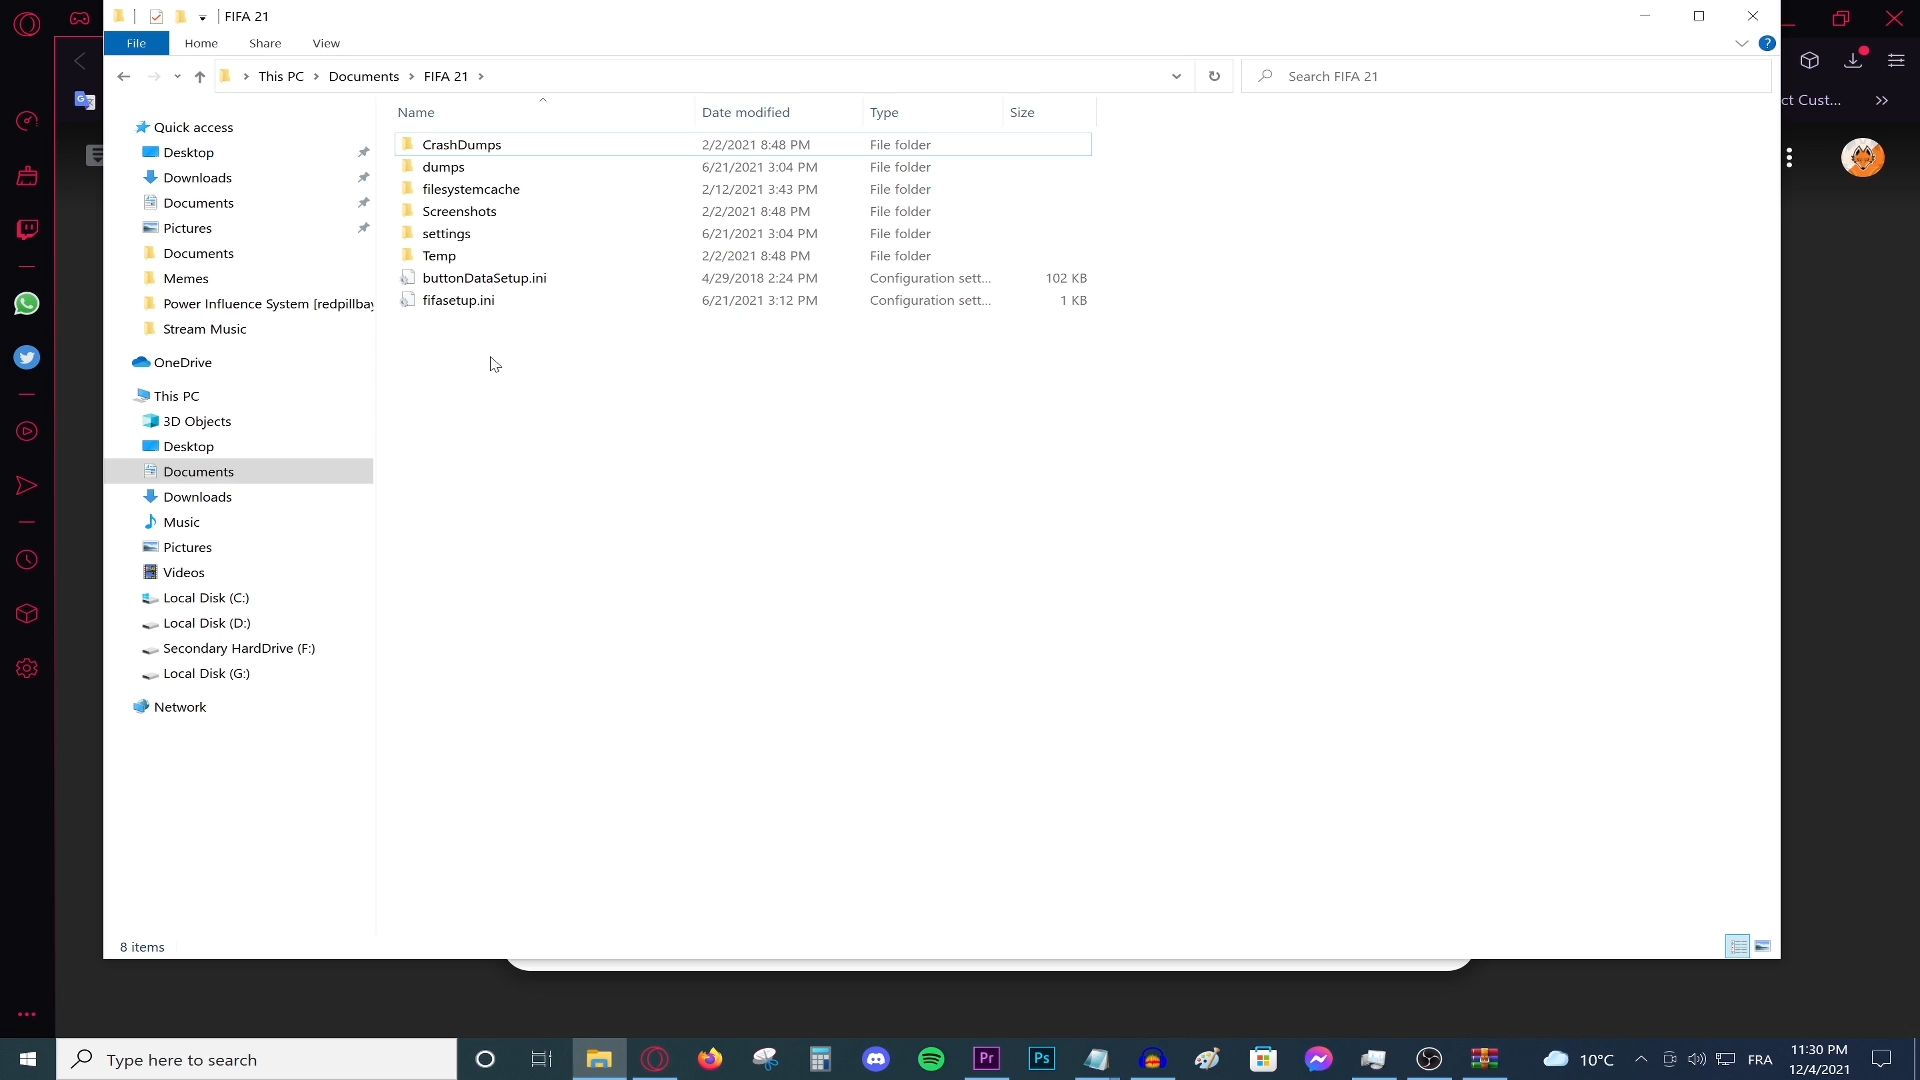 FIFA 21
File Home Share View
This PC Documents FIFA 21
Search FIFA 21
ct Cust...
Name Date modified Type Size
CrashDumps 2/2/2021 8:48 PM File folder
dumps 6/21/2021 3:04 PM File folder
filesystemcache 2/12/2021 3:43 PM File folder
Screenshots 2/2/2021 8:48 PM File folder
settings 6/21/2021 3:04 PM File folder
Temp 2/2/2021 8:48 PM File folder
buttonDataSetup.ini 4/29/2018 2:24 PM Configuration sett... 102 KB
fifasetup.ini 6/21/2021 3:12 PM Configuration sett... 1 KB
Quick access
Desktop
Downloads
Documents
Pictures
Documents
Memes
Power Influence System [redpillbay
Stream Music
OneDrive
This PC
3D Objects
Desktop
Documents
Downloads
Music
Pictures
Videos
Local Disk (C:)
Local Disk (D:)
Secondary HardDrive (F:)
Local Disk (G:)
Network
8 items
Type here to search
Pr
Ps
10°C
FRA
11:30 PM
12/4/2021